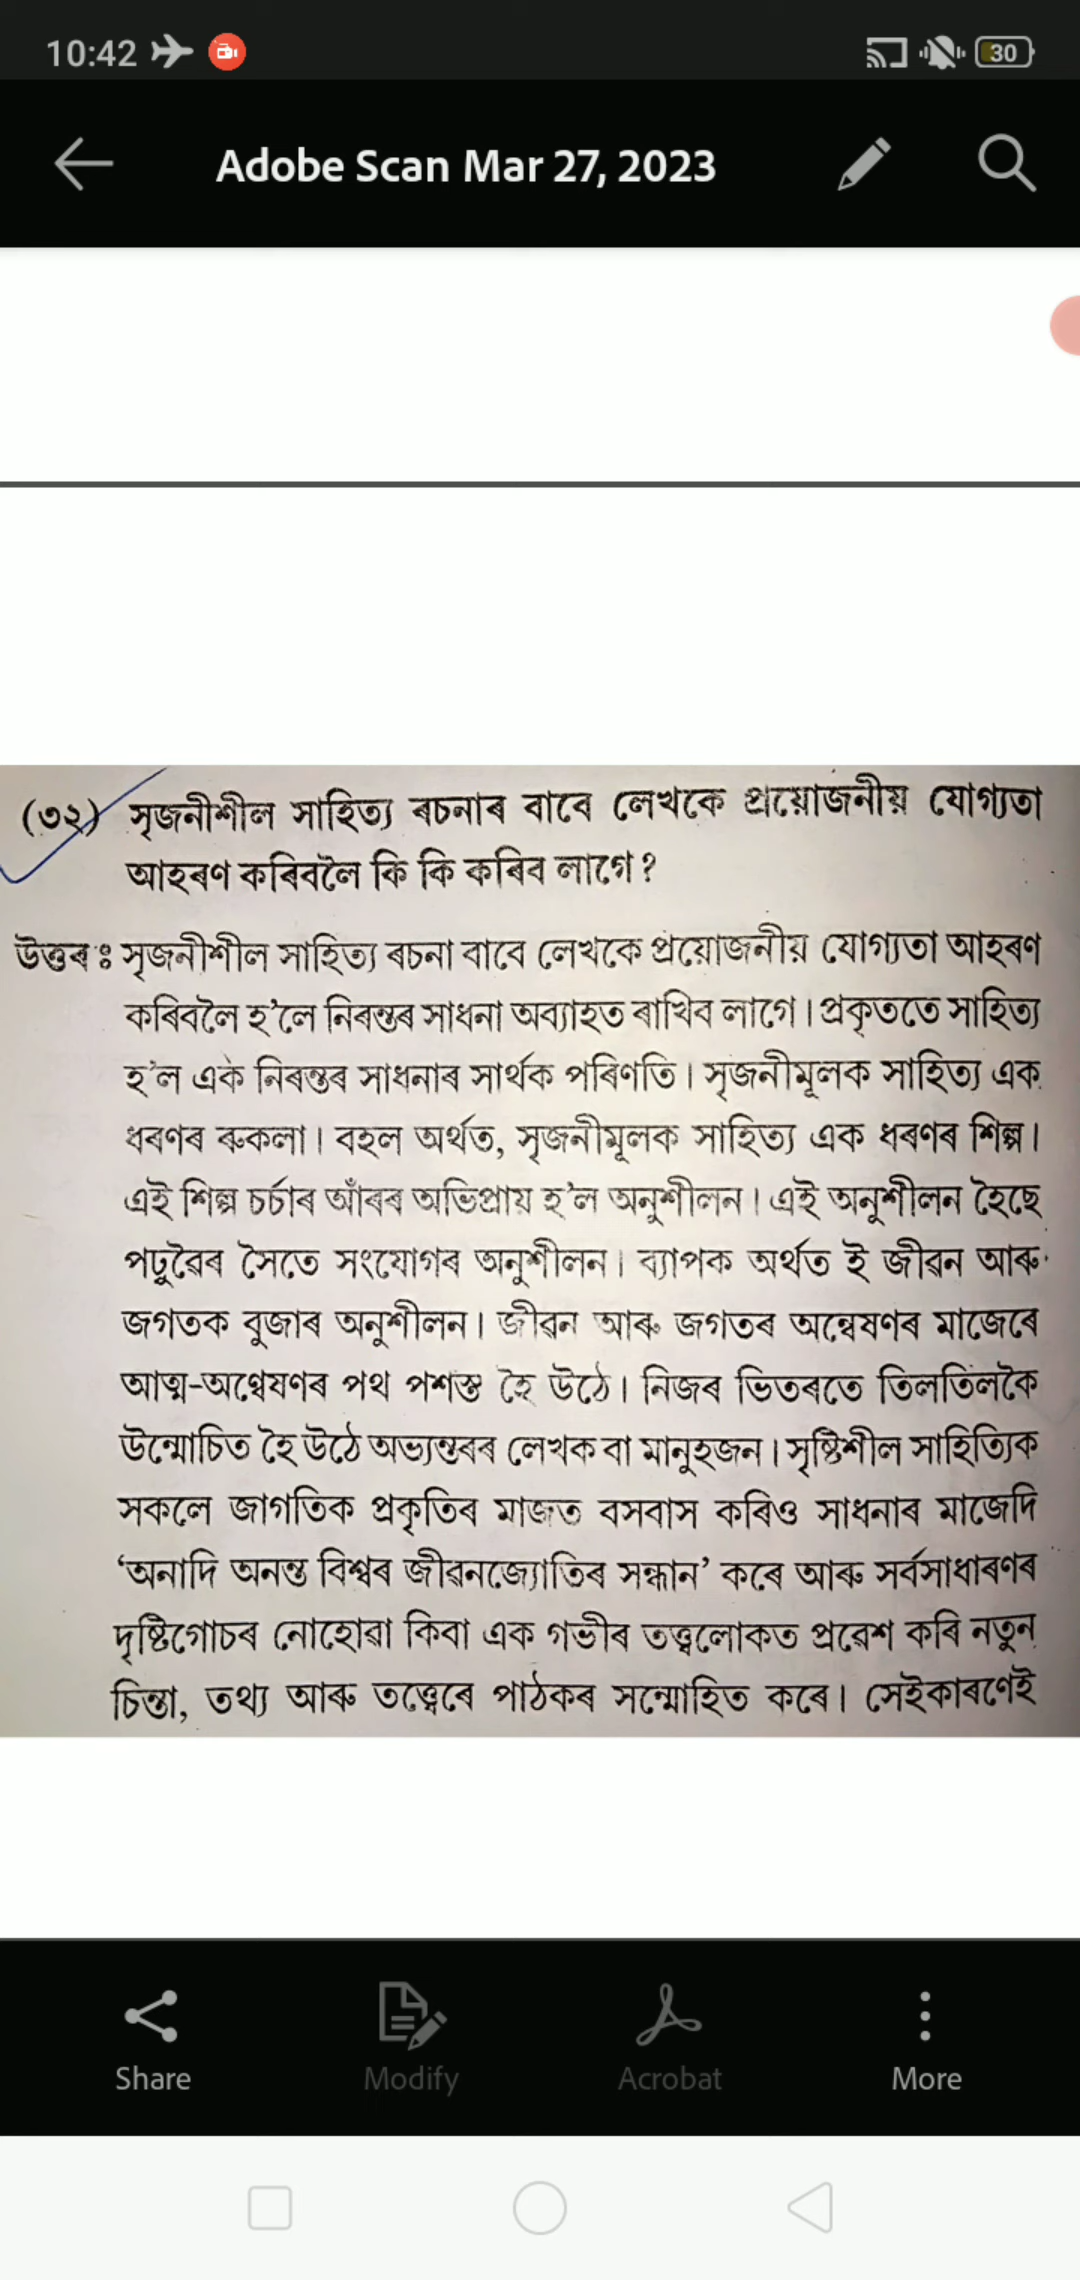 10:42
30
Adobe Scan Mar 27, 2023
(৩২) সৃজনীশীল সাহিত্য ৰচনাৰ বাবে লেখকে প্ৰয়োজনীয় যোগ্যতা
আহৰণ কৰিবলৈ কি কি কৰিব লাগে ?
উত্তৰ ঃ সৃজনীশীল সাহিত্য ৰচনা বাবে লেখকে প্ৰয়োজনীয় যোগ্যতা আহৰণ
কৰিবলৈ হ'লে নিৰন্তৰ সাধনা অব্যাহত ৰাখিব লাগে। প্ৰকৃততে সাহিত্য
হ'ল এক নিৰন্তৰ সাধনাৰ সাৰ্থক পৰিণতি। সৃজনীমূলক সাহিত্য এক
ধৰণৰ ৰুকলা। বহল অৰ্থত, সৃজনীমূলক সাহিত্য এক ধৰণৰ শিল্প।
এই শিল্প চৰ্চাৰ আঁৰৰ অভিপ্ৰায় হ'ল অনুশীলন। এই অনুশীলন হৈছে
পঢ়ুৱৈৰ সৈতে সংযোগৰ অনুশীলন। ব্যাপক অৰ্থত ই জীৱন আৰু
জগতক বুজাৰ অনুশীলন। জীৱন আৰু জগতৰ অন্বেষণৰ মাজেৰে
আত্ম-অণ্বেষণৰ পথ পশস্ত হৈ উঠে। নিজৰ ভিতৰতে তিলতিলকৈ
উন্মোচিত হৈ উঠে অভ্যন্তৰৰ লেখক বা মানুহজন। সৃষ্টিশীল সাহিত্যিক
সকলে জাগতিক প্ৰকৃতিৰ মাজত বসবাস কৰিও সাধনাৰ মাজেদি
‘অনাদি অনন্ত বিশ্বৰ জীৱনজ্যোতিৰ সন্ধান’ কৰে আৰু সৰ্বসাধাৰণৰ
দৃষ্টিগোচৰ নোহোৱা কিবা এক গভীৰ তত্ত্বলোকত প্ৰৱেশ কৰি নতুন
চিন্তা, তথ্য আৰু তত্ত্বেৰে পাঠকৰ সন্মোহিত কৰে। সেইকাৰণেই
Share
Modify
Acrobat
More